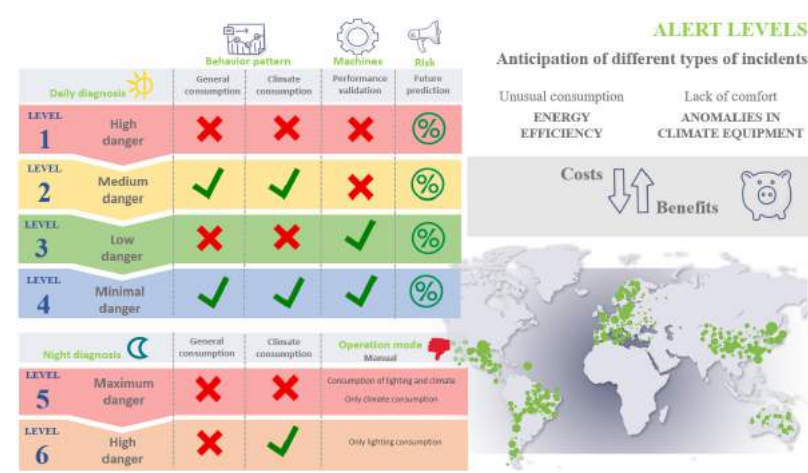 ALERT LEVELS
Anticipation of different types of incidents
Unusual consumption
ENERGY
EFFICIENCY
Lack of comfort
ANOMALIES IN
CLIMATE EQUIPMENT
Costs
Benefits
Behavior pattern
Machines
Risk
Daily diagnosis
General
consumption
Climate
consumption
Performance
validation
Future
prediction
LEVEL
1
High
danger
%
LEVEL
2
Medium
danger
%
LEVEL
3
Low
danger
%
LEVEL
4
Minimal
danger
%
Night diagnosis
General
consumption
Climate
consumption
Operation mode
Manual
LEVEL
5
Maximum
danger
Consumption of lighting and climate
Only climate consumption
LEVEL
6
High
danger
Only lighting consumption